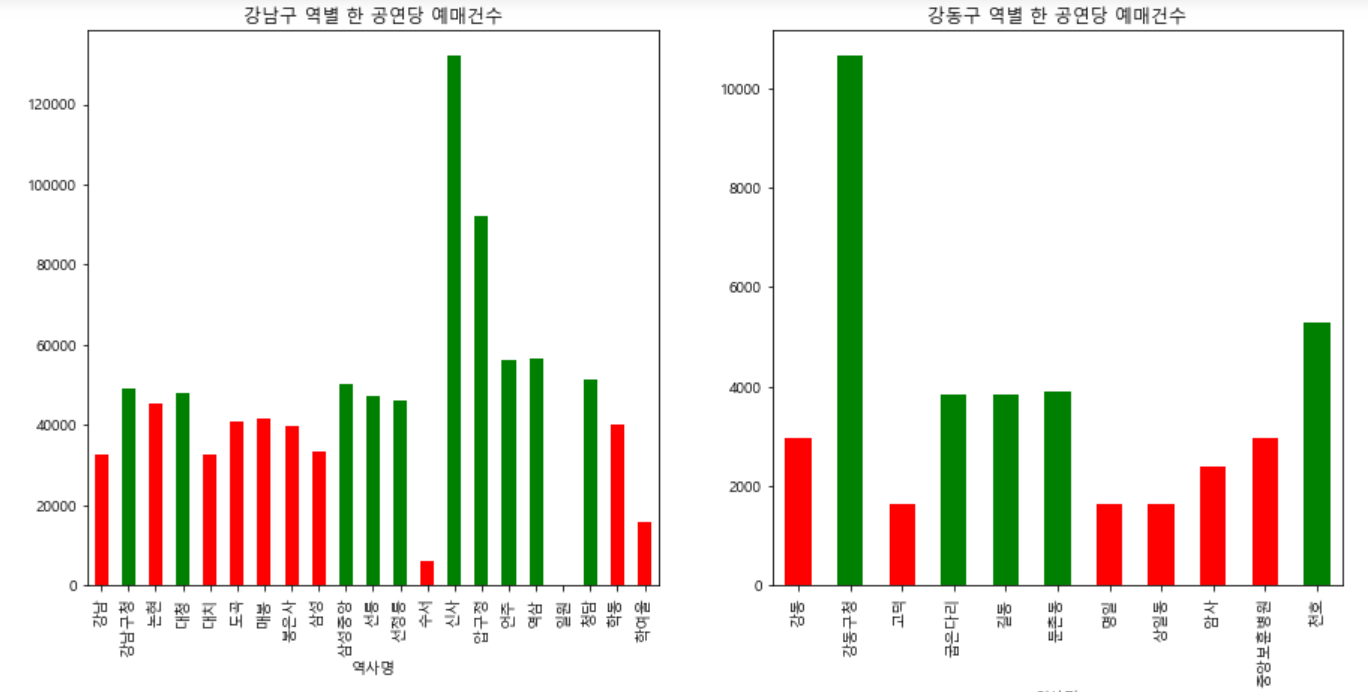 강남구 역별 한 공연당 예매건수
120000
100000
80000
60000
40000
20000
0
강남
강남구청
논현
대청
대치
도곡
매봉
봉은사
삼성
삼성중앙
선릉
선정릉
수서
신사
압구정
언주
역삼
일원
청담
학동
학여울
역사명
강동구 역별 한 공연당 예매건수
10000
8000
6000
4000
2000
0
강동
강동구청
고덕
굽은다리
길동
둔촌동
명일
상일동
암사
중앙보훈병원
천호